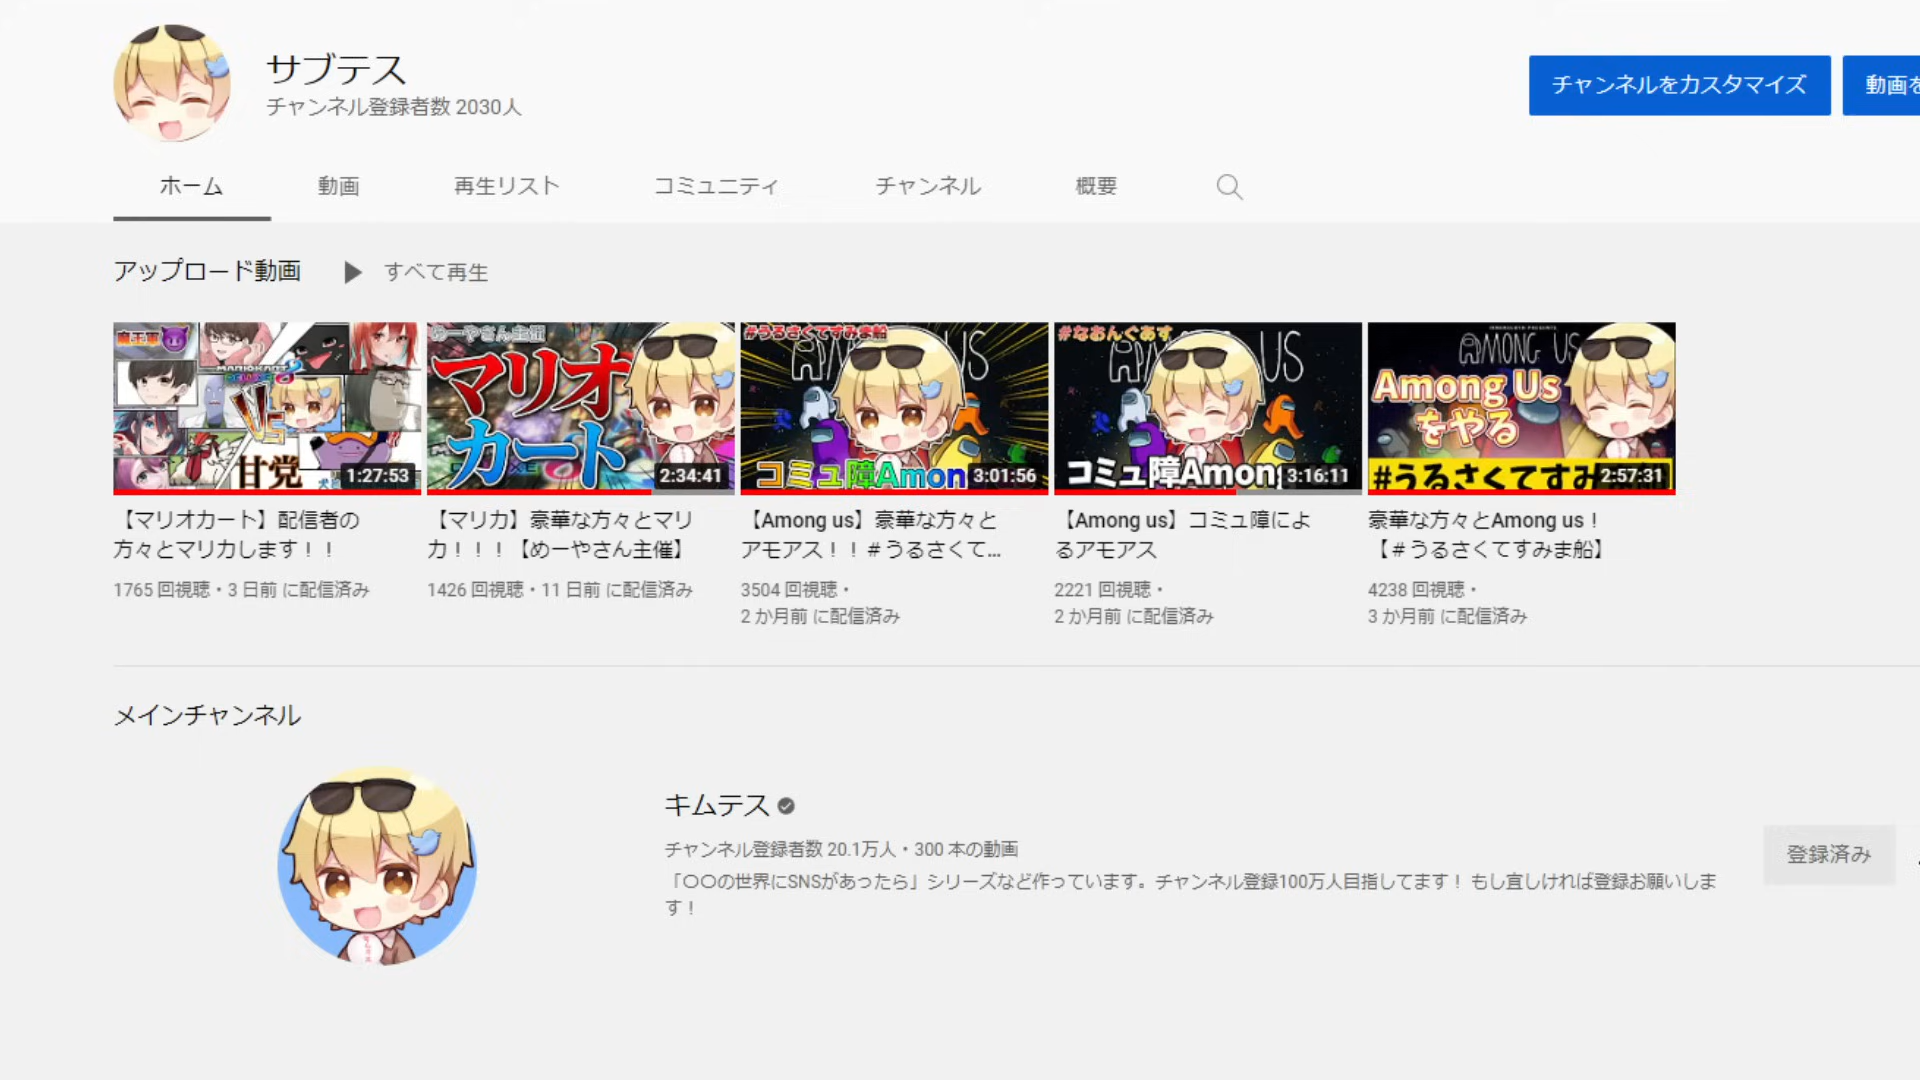 サブテス
チャンネル登録者数 2030人
チャンネルをカスタマイズ
動画を
ホーム
動画
再生リスト
コミュニティ
チャンネル
概要
アップロード動画
すべて再生
魔王軍
MARIOKART
VS
甘党
1:27:53
めーやさん主催
マリオ
カート
2:34:41
#うるさくてすみま船
AMONG US
コミュ障Amon
3:01:56
#なおんぐあす
AMONG US
コミュ障Among
3:16:11
AMONG US
Among Us
をやる
#うるさくてすみ
2:57:31
【マリオカート】配信者の
方々とマリカします！！
1765 回視聴・3 日前 に配信済み
【マリカ】豪華な方々とマリ
カ！！！【めーやさん主催】
1426 回視聴・11 日前 に配信済み
【Among us】豪華な方々と
アモアス！！＃うるさくて...
3504 回視聴・
2 か月前 に配信済み
【Among us】コミュ障によ
るアモアス
2221 回視聴・
2 か月前 に配信済み
豪華な方々とAmong us！
【＃うるさくてすみま船】
4238 回視聴・
3 か月前 に配信済み
メインチャンネル
キムテス
チャンネル登録者数 20.1万人・300 本の動画
「〇〇の世界にSNSがあったら」シリーズなど作っています。チャンネル登録100万人目指してます！ もし宜しければ登録お願いしま
す！
登録済み